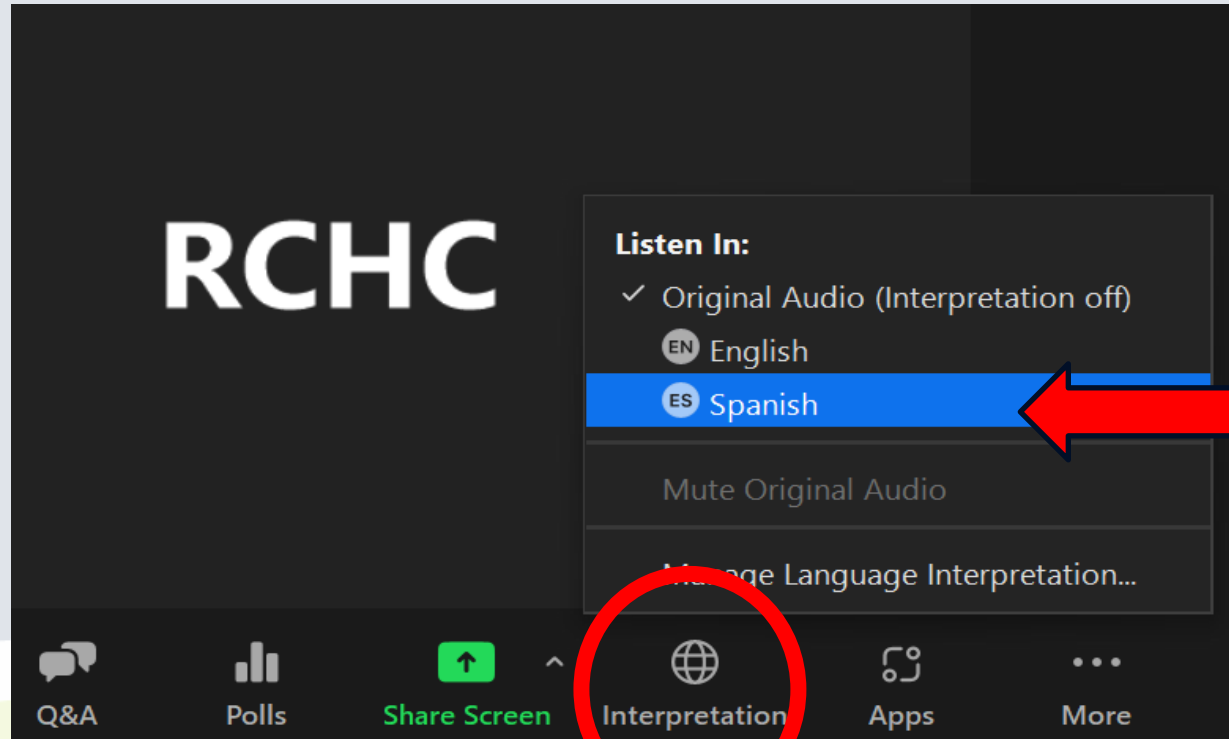 RCHC
Listen In:
Original Audio (Interpretation off)
EN English
ES Spanish
Mute Original Audio
Manage Language Interpretation...
Q&A Polls Share Screen Interpretation Apps More